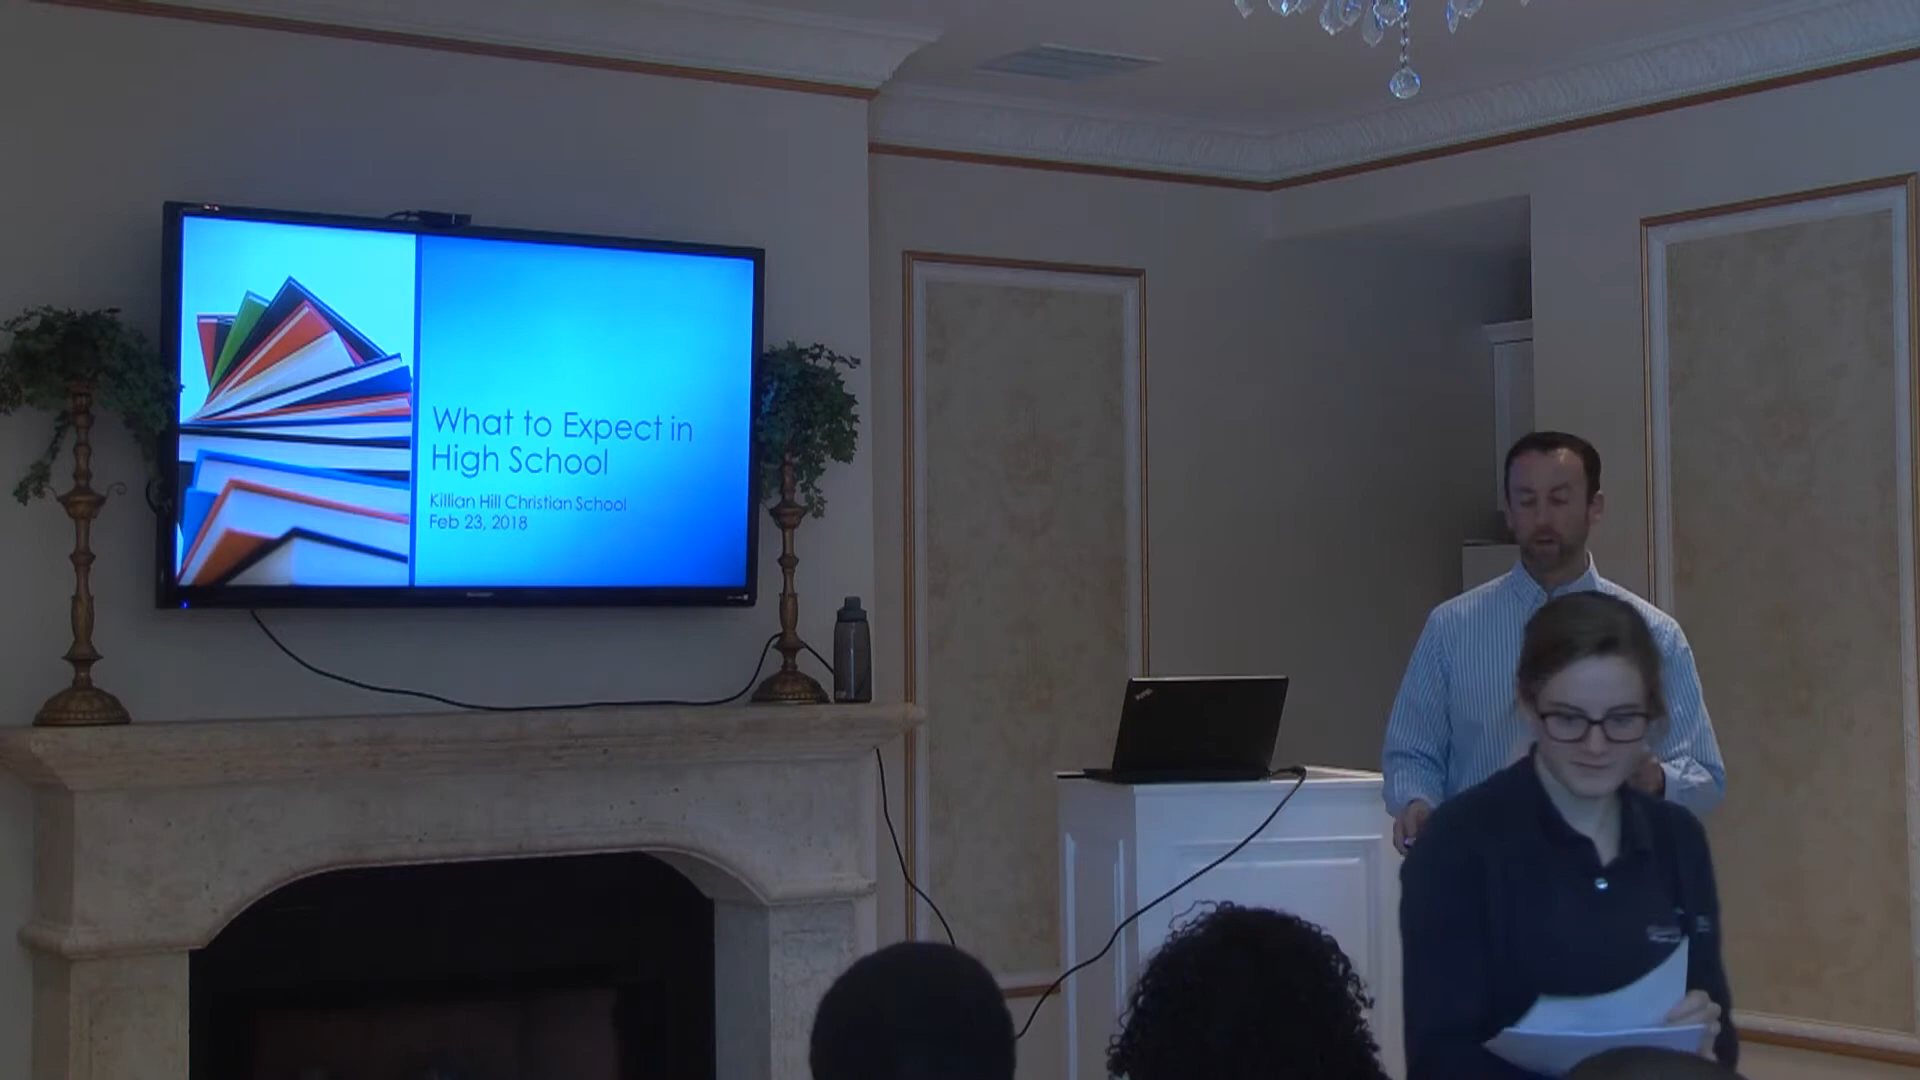 What to Expect in
High School
Killian Hill Christian School
Feb 23, 2018